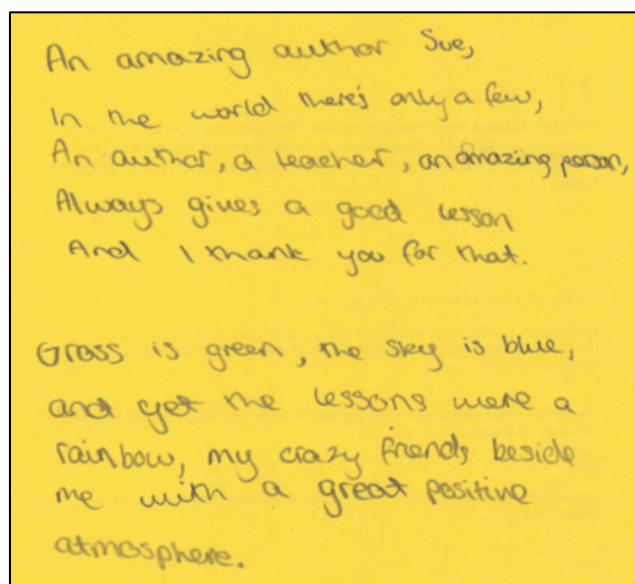 An amazing author Sue,
In the world there's only a few,
An author, a teacher, an amazing person,
Always gives a good lesson
And I thank you for that.
Grass is green, the sky is blue,
and yet the lessons were a
rainbow, my crazy friends beside
me with a great positive
atmosphere.